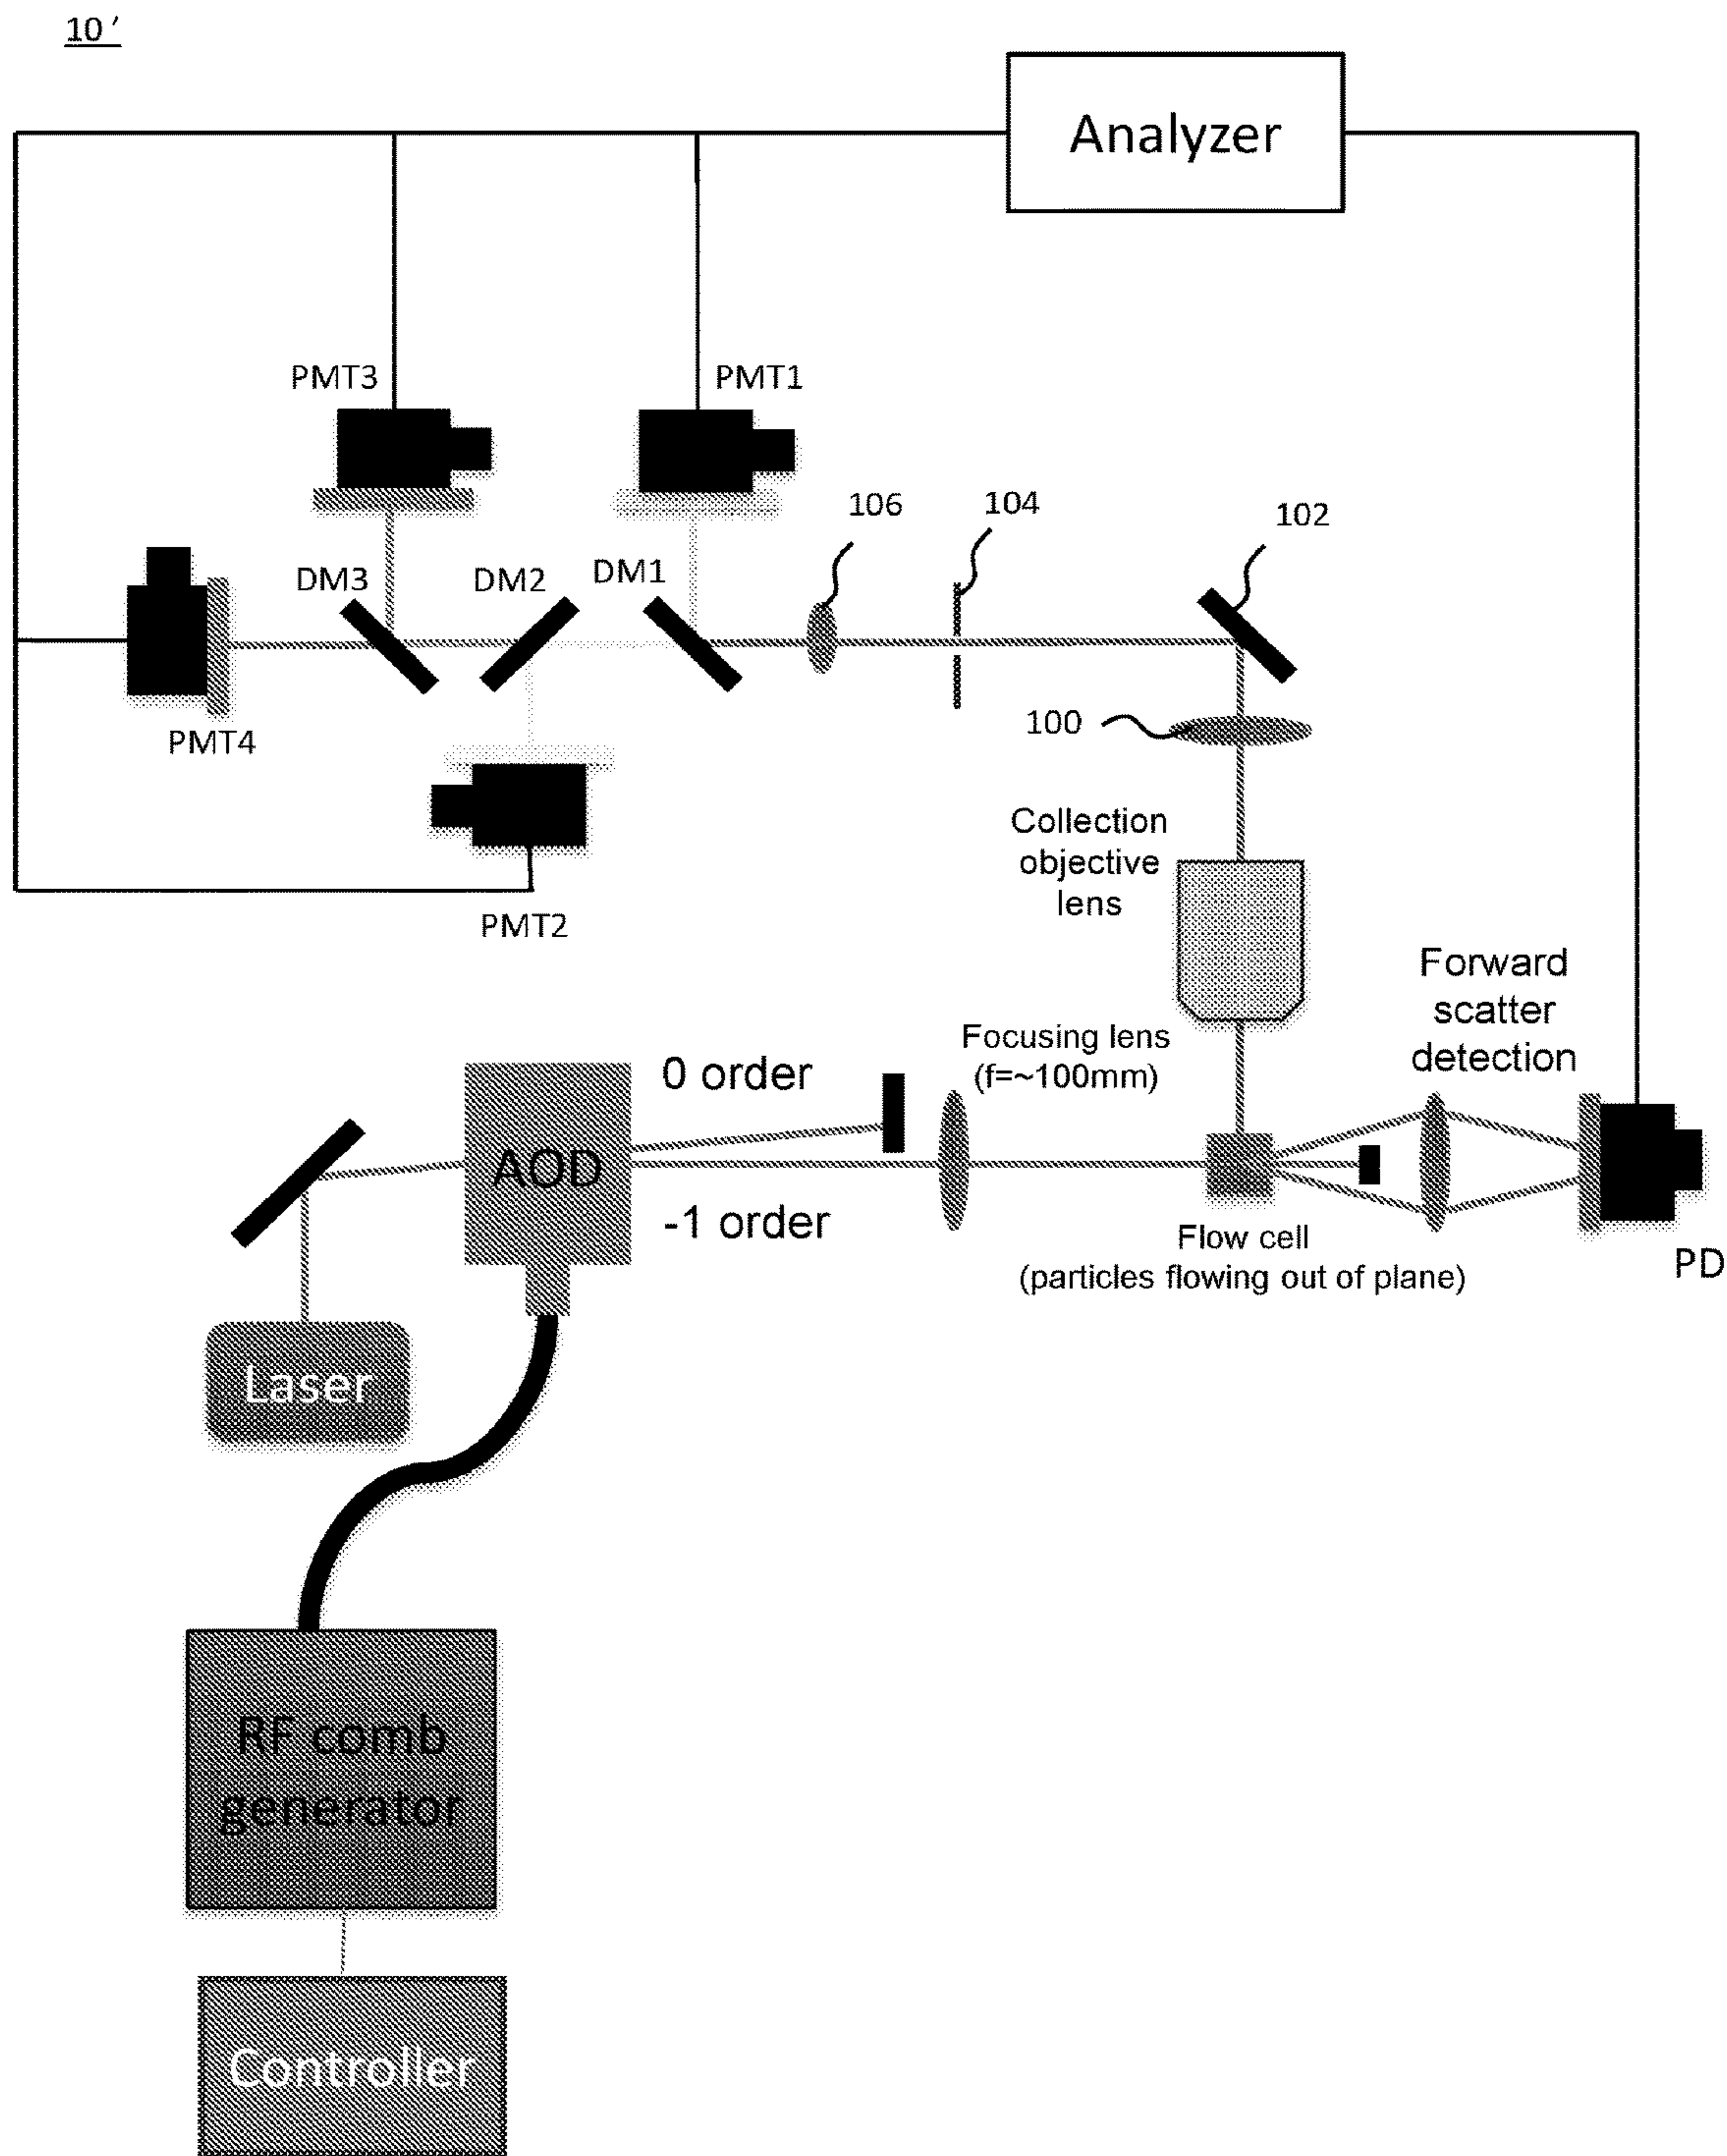 10 ′
Analyzer
PMT3
PMT1
106
104
102
DM3
DM2
DM1
100
PMT4
PMT2
Collection
objective
lens
Forward
scatter
detection
Focusing lens
(f=~100mm)
0 order
AOD
-1 order
Flow cell
(particles flowing out of plane)
PD
Laser
RF comb
generator
Controller